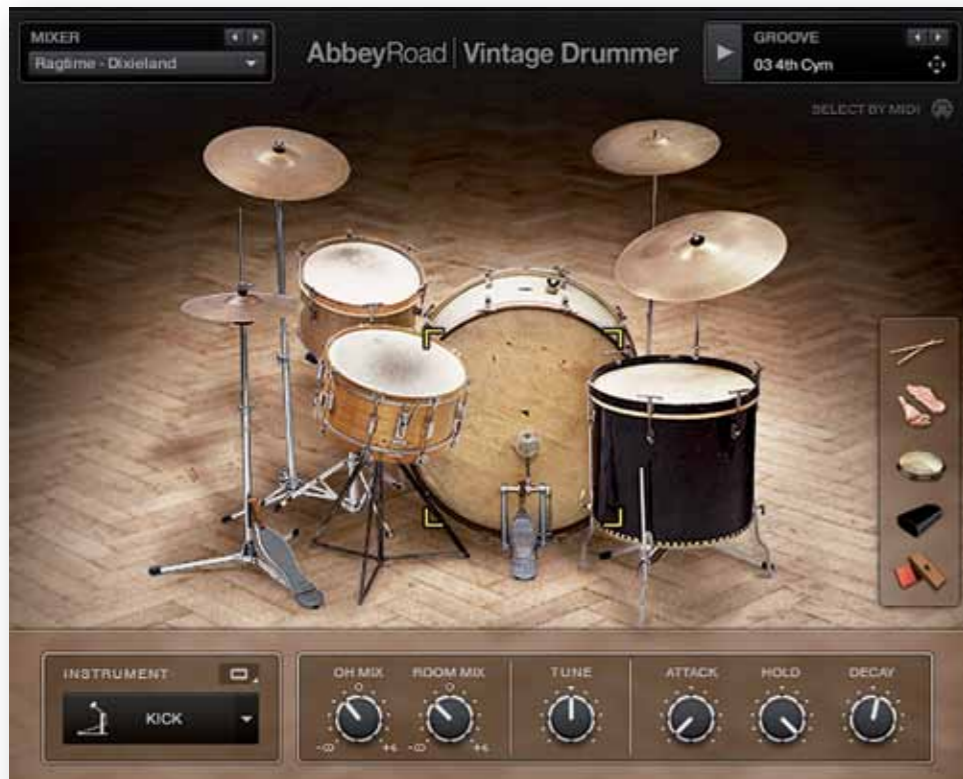 MIXER
Ragtime - Dixieland
AbbeyRoad | Vintage Drummer
GROOVE
03 4th Cym
SELECT BY MIDI
INSTRUMENT
KICK
OH MIX
ROOM MIX
TUNE
ATTACK
HOLD
DECAY
-∞ +6
-∞ +6